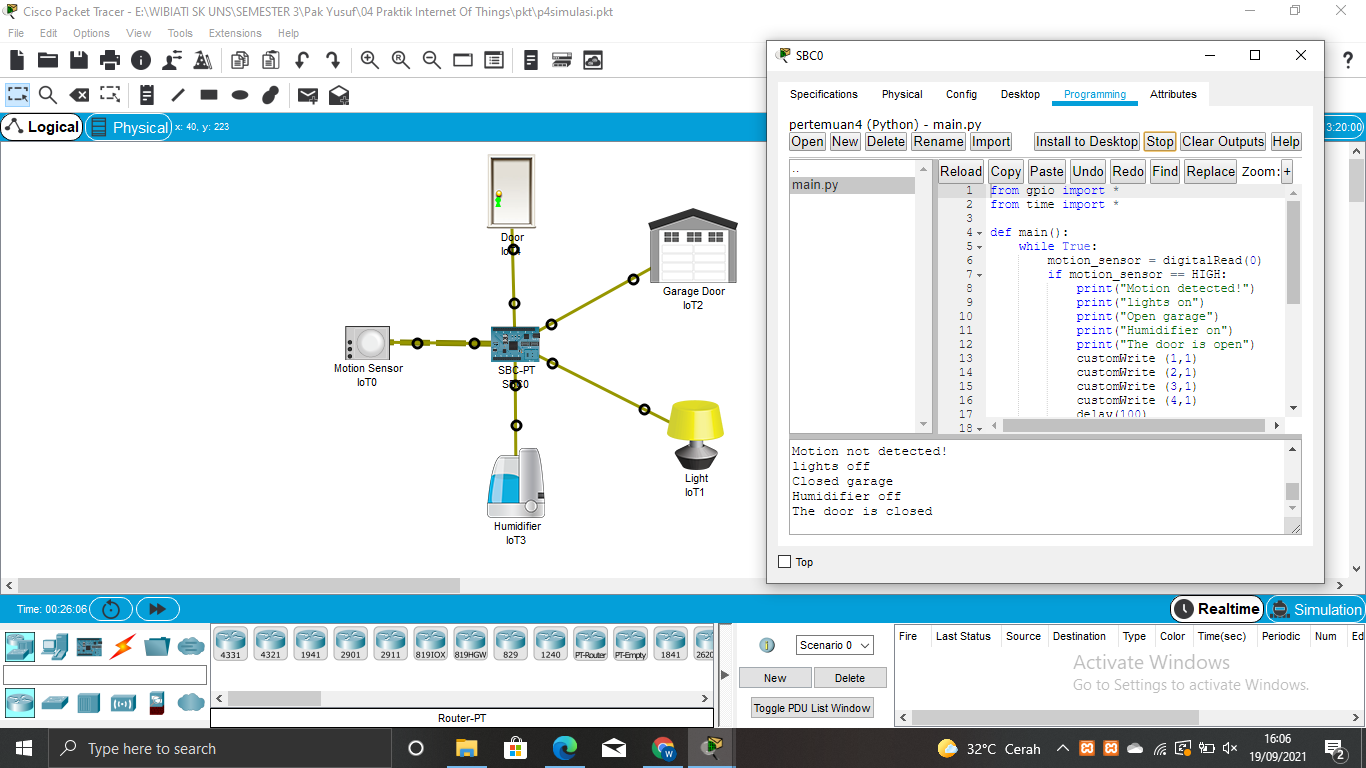 Cisco Packet Tracer - E:\WIBIATI SK UNS\SEMESTER 3\Pak Yusuf\04 Praktik Internet Of Things\pkt\p4simulasi.pkt
File Edit Options View Tools Extensions Help
Logical Physical x: 40, y: 223
3:20:00
Door
Garage Door
IoT2
Motion Sensor
IoT0
SBC-PT
Light
IoT1
Humidifier
IoT3
SBC0
Specifications Physical Config Desktop Programming Attributes
pertemuan4 (Python) - main.py
Open New Delete Rename Import Install to Desktop Stop Clear Outputs Help
..
main.py
Reload Copy Paste Undo Redo Find Replace Zoom: +
1 from gpio import *
2 from time import *
3
4 def main():
5 while True:
6 motion_sensor = digitalRead(0)
7 if motion_sensor == HIGH:
8 print("Motion detected!")
9 print("lights on")
10 print("Open garage")
11 print("Humidifier on")
12 print("The door is open")
13 customWrite (1,1)
14 customWrite (2,1)
15 customWrite (3,1)
16 customWrite (4,1)
17 delay(100)
18
Motion not detected!
lights off
Closed garage
Humidifier off
The door is closed
Top
Time: 00:26:06
Realtime Simulation
4331 4321 1941 2901 2911 819IOX 819HGW 829 1240 PT-Router PT-Empty 1841 2620
Router-PT
Scenario 0
New Delete
Toggle PDU List Window
Fire Last Status Source Destination Type Color Time(sec) Periodic Num Ed
Activate Windows
Go to Settings to activate Windows.
Type here to search
32°C Cerah
16:06
19/09/2021
2